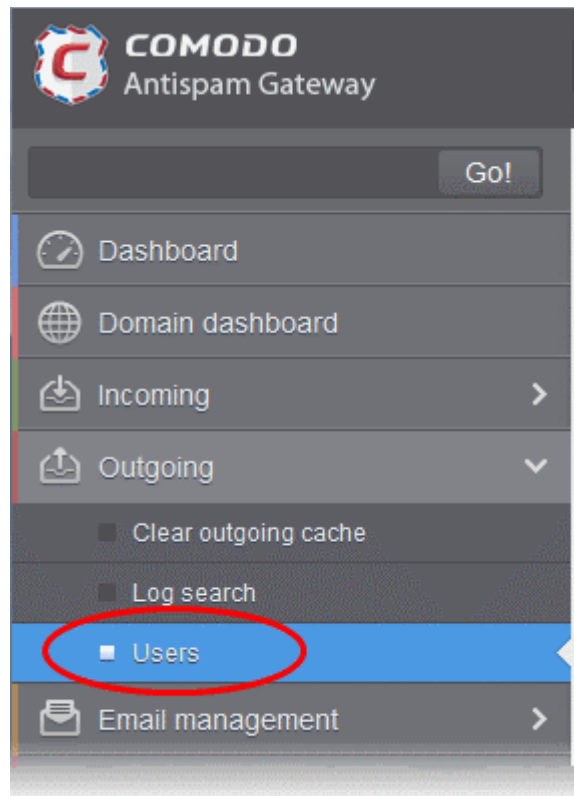 COMODO
Antispam Gateway
Go!
Dashboard
Domain dashboard
Incoming
Outgoing
Clear outgoing cache
Log search
Users
Email management